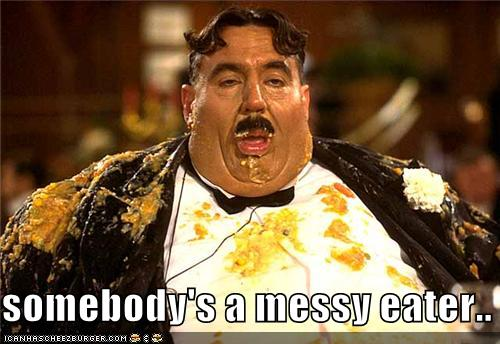 somebody's a messy eater..
ICANHASCHEEZBURGER.COM